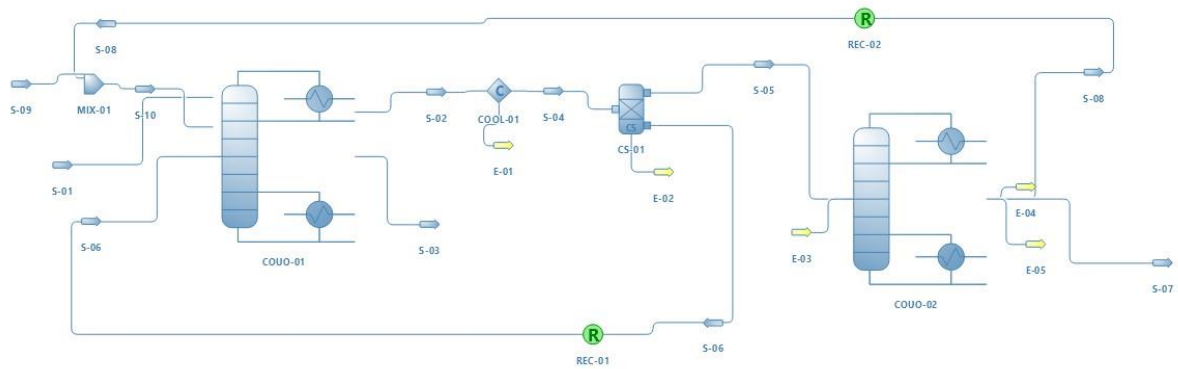 R
REC-02
S-08
S-09
MIX-01
S-10
S-02
COOL-01
C
S-04
S-05
S-08
E-01
CS
CS-01
E-02
S-01
S-06
S-03
COUO-01
E-03
E-04
E-05
S-07
COUO-02
R
REC-01
S-06